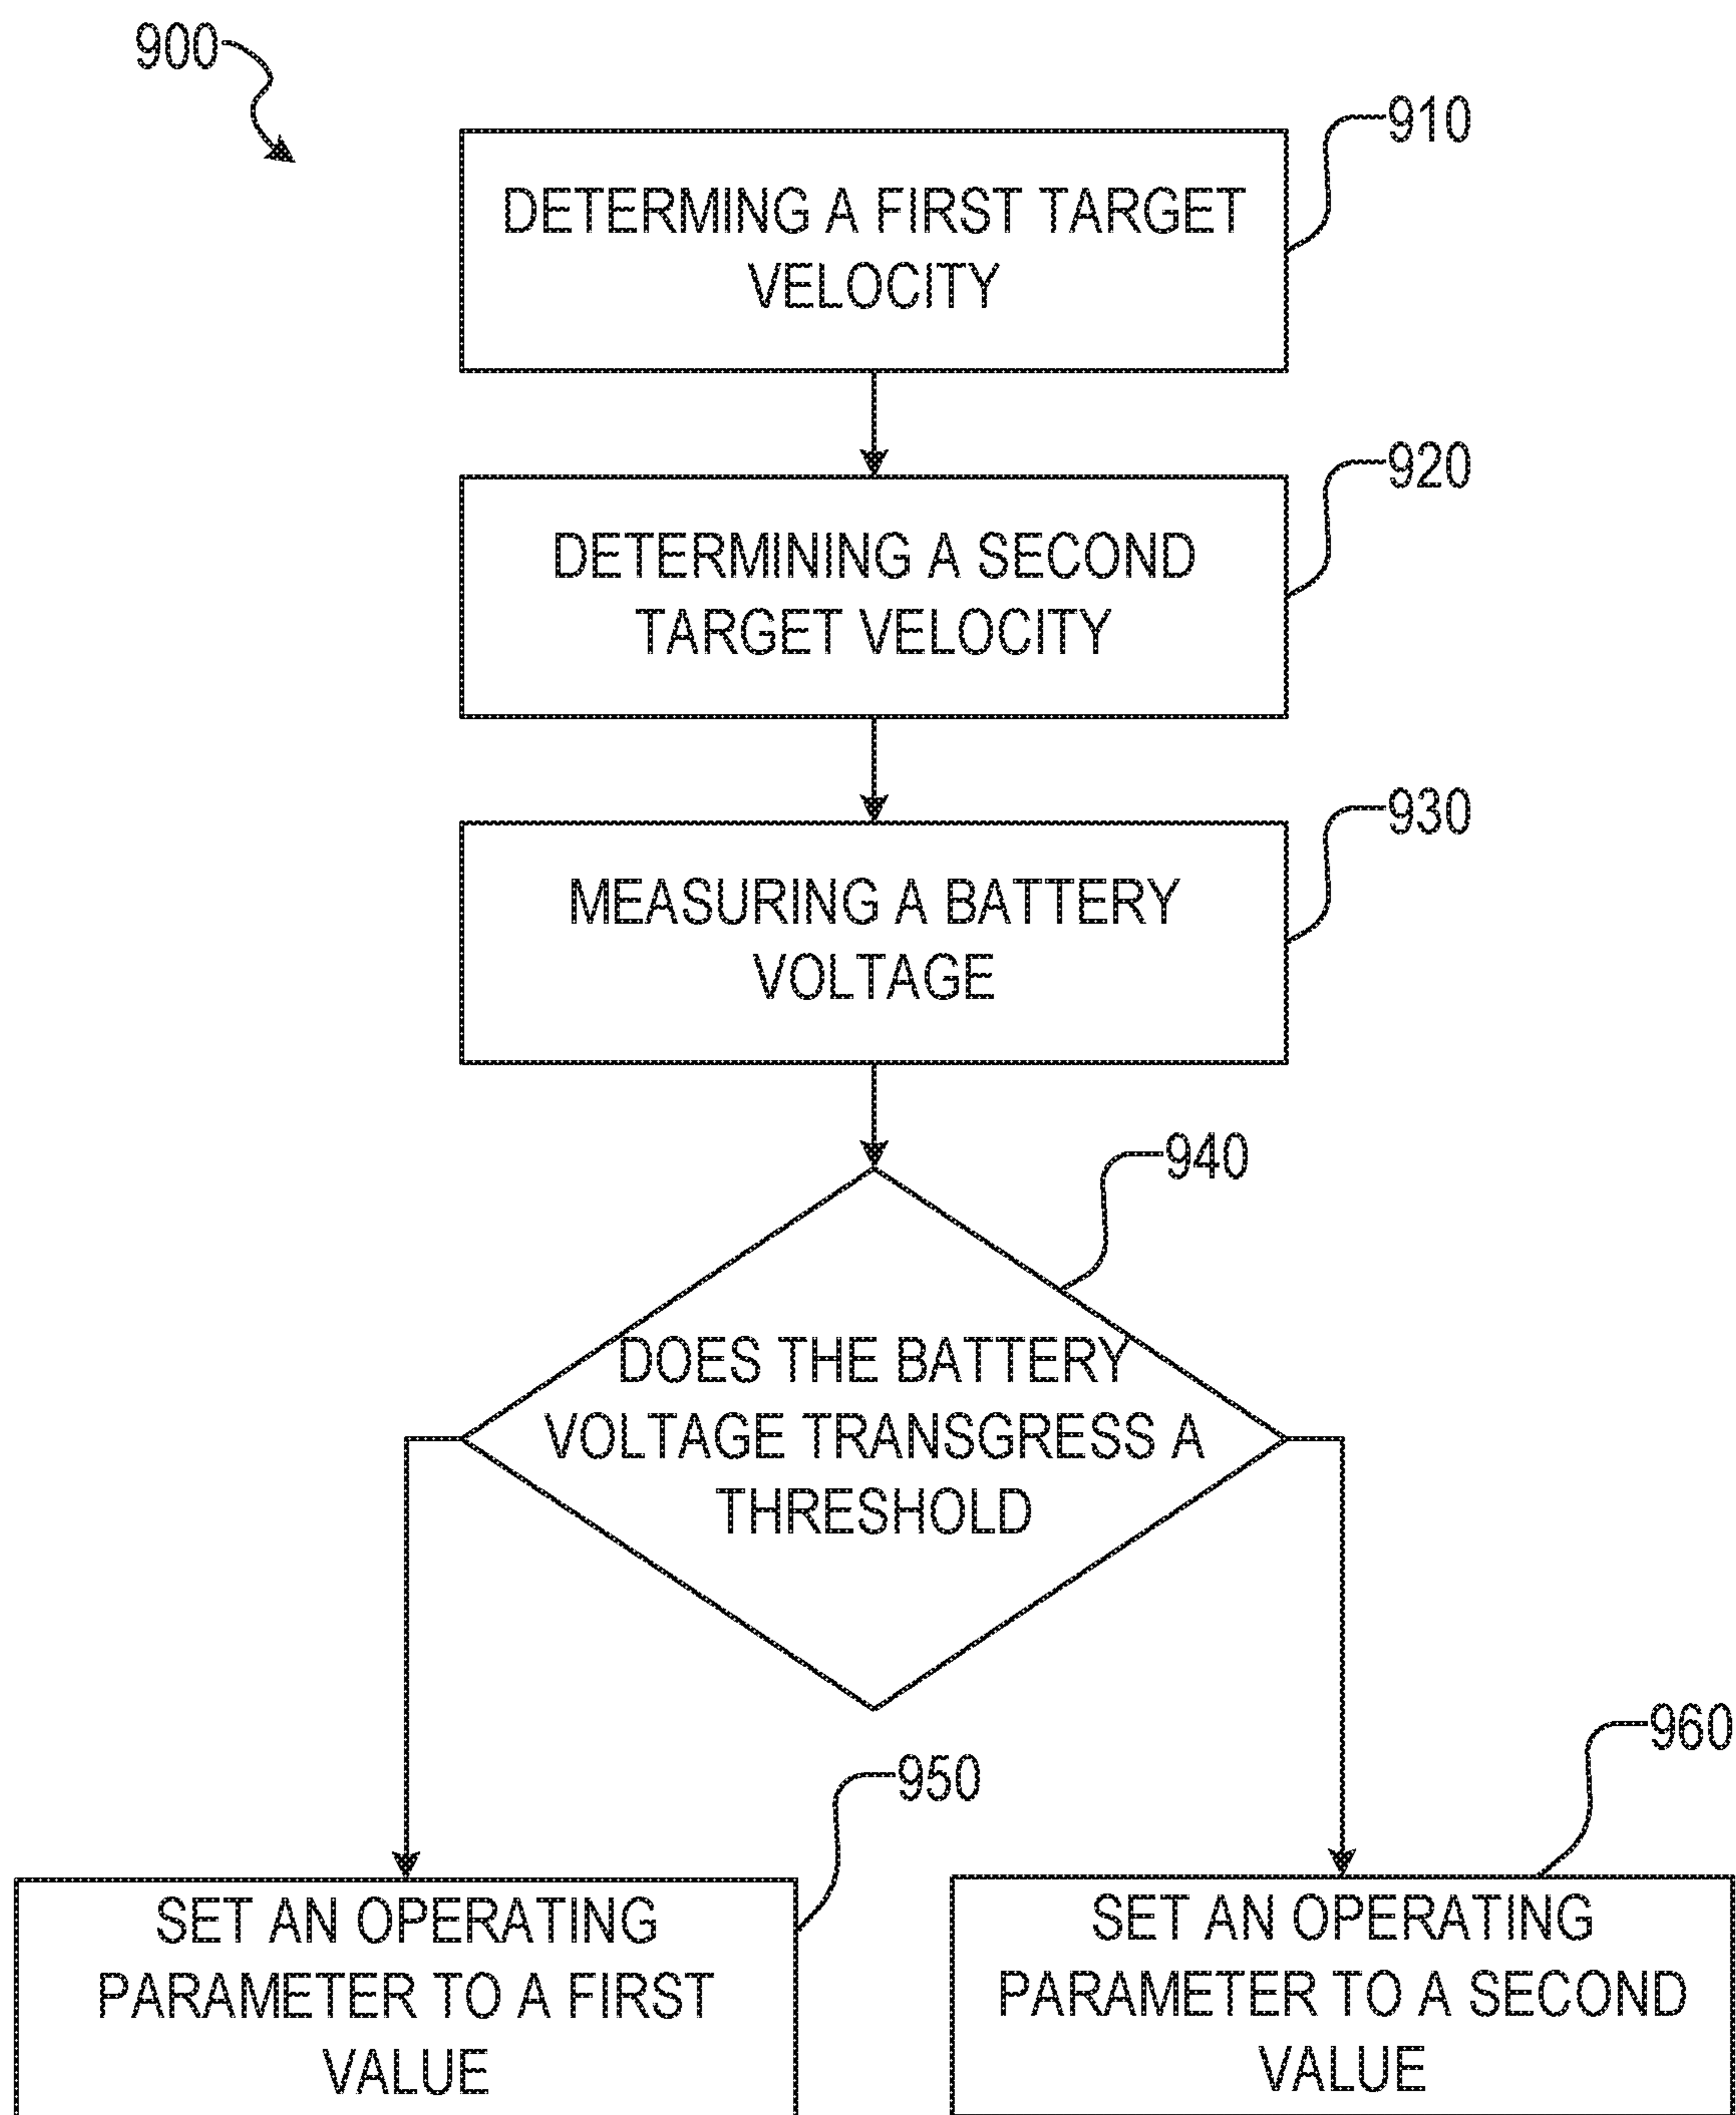 900
910
DETERMING A FIRST TARGET
VELOCITY
920
DETERMINING A SECOND
TARGET VELOCITY
930
MEASURING A BATTERY
VOLTAGE
940
DOES THE BATTERY
VOLTAGE TRANSGRESS A
THRESHOLD
950
SET AN OPERATING
PARAMETER TO A FIRST
VALUE
960
SET AN OPERATING
PARAMETER TO A SECOND
VALUE